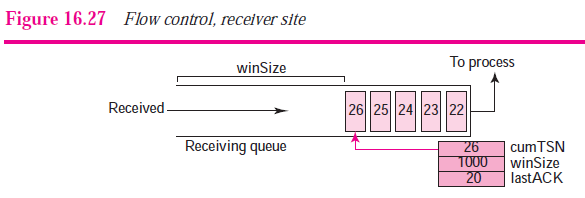 Figure 16.27 Flow control, receiver site
winSize
To process
Received
26 25 24 23 22
Receiving queue
26 cumTSN
1000 winSize
20 lastACK